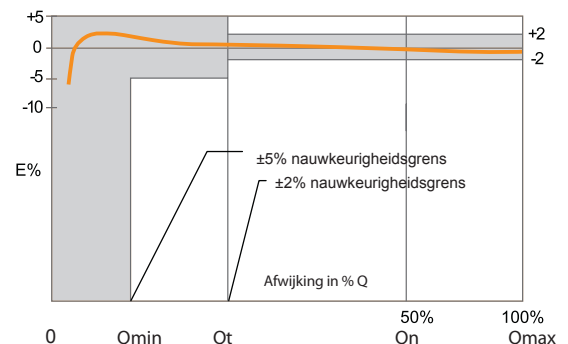 +5
0
-5
-10
E%
+2
-2
±5% nauwkeurigheidsgrens
±2% nauwkeurigheidsgrens
Afwijking in % Q
50% 100%
0 Qmin Qt Qn Qmax